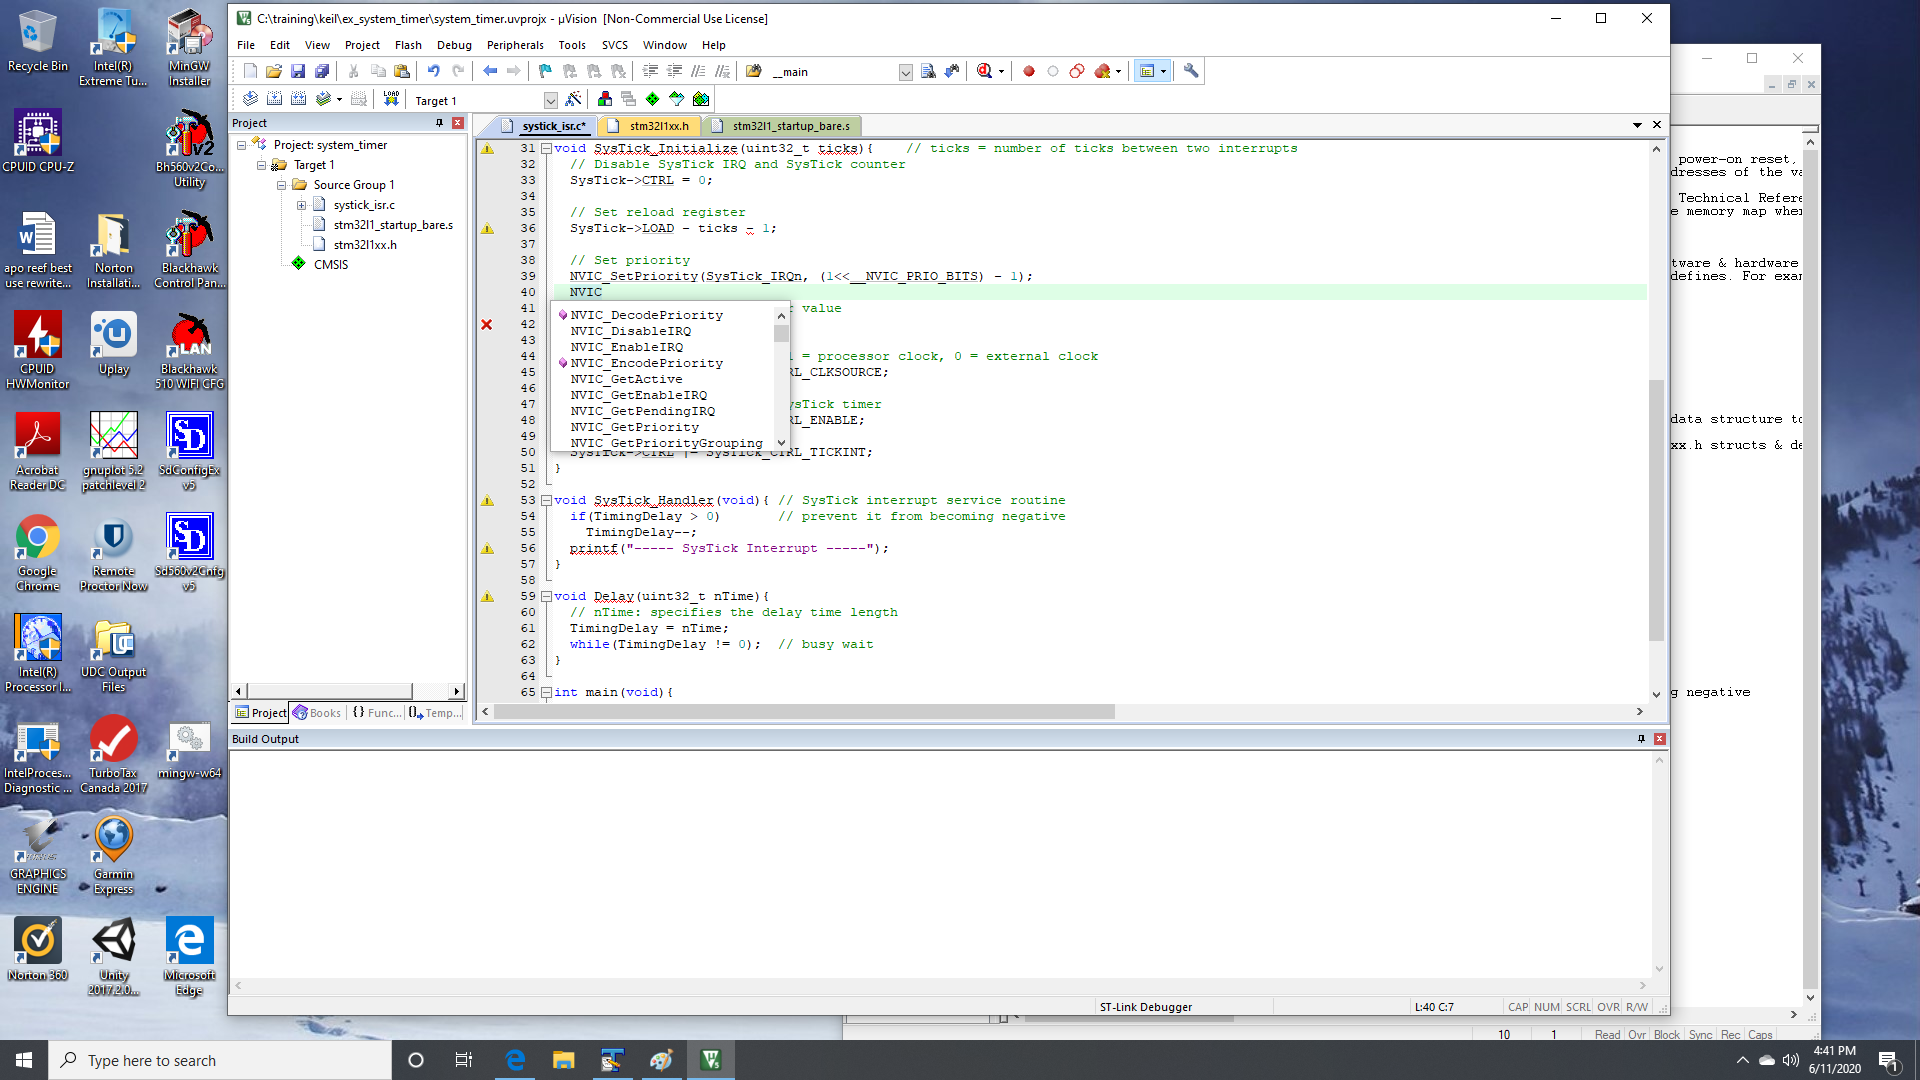 C:\training\keil\ex_system_timer\system_timer.uvprojx - µVision [Non-Commercial Use License]
File Edit View Project Flash Debug Peripherals Tools SVCS Window Help
__main
LOAD
Target 1
Project
Project: system_timer
Target 1
Source Group 1
systick_isr.c
stm32l1_startup_bare.s
stm32l1xx.h
CMSIS
Project Books {} Func... Temp...
systick_isr.c* stm32l1xx.h stm32l1_startup_bare.s
31 void SysTick_Initialize(uint32_t ticks){ // ticks = number of ticks between two interrupts
32 // Disable SysTick IRQ and SysTick counter
33 SysTick->CTRL = 0;
34
35 // Set reload register
36 SysTick->LOAD - ticks - 1;
37
38 // Set priority
39 NVIC_SetPriority(SysTick_IRQn, (1<<__NVIC_PRIO_BITS) - 1);
40 NVIC
41 r value
42
43
44 1 = processor clock, 0 = external clock
45 RL_CLKSOURCE;
46
47 ysTick timer
48 RL_ENABLE;
49
50 SysTick->CTRL |= SysTick_CTRL_TICKINT;
51 }
52
53 void SysTick_Handler(void){ // SysTick interrupt service routine
54 if(TimingDelay > 0) // prevent it from becoming negative
55 TimingDelay--;
56 printf("----- SysTick Interrupt -----");
57 }
58
59 void Delay(uint32_t nTime){
60 // nTime: specifies the delay time length
61 TimingDelay = nTime;
62 while(TimingDelay != 0); // busy wait
63 }
64
65 int main(void){
NVIC_DecodePriority
NVIC_DisableIRQ
NVIC_EnableIRQ
NVIC_EncodePriority
NVIC_GetActive
NVIC_GetEnableIRQ
NVIC_GetPendingIRQ
NVIC_GetPriority
NVIC_GetPriorityGrouping
Build Output
ST-Link Debugger L:40 C:7 CAP NUM SCRL OVR R/W
power-on reset,
dresses of the va
Technical Refere
e memory map wher
tware & hardware
defines. For exam
data structure to
xx.h structs & de
g negative
10 1 Read Ovr Block Sync Rec Caps
Recycle Bin
Intel(R)
Extreme Tu...
MinGW
Installer
CPUID CPU-Z
Bh560v2Co...
Utility
apo reef best
use rewrite...
Norton
Installati...
Blackhawk
Control Pan...
CPUID
HWMonitor
Uplay
LAN
Blackhawk
510 WIFI CFG
Acrobat
Reader DC
gnuplot 5.2
patchlevel 2
SD
SdConfigEx
v5
Google
Chrome
Remote
Proctor Now
SD
Sd560v2Cnfg
v5
Intel(R)
Processor I...
UDC Output
Files
IntelProces...
Diagnostic ...
TurboTax
Canada 2017
mingw-w64
GRAPHICS
ENGINE
Garmin
Express
Norton 360
Unity
2017.2.0...
Microsoft
Edge
Type here to search
4:41 PM
6/11/2020
1